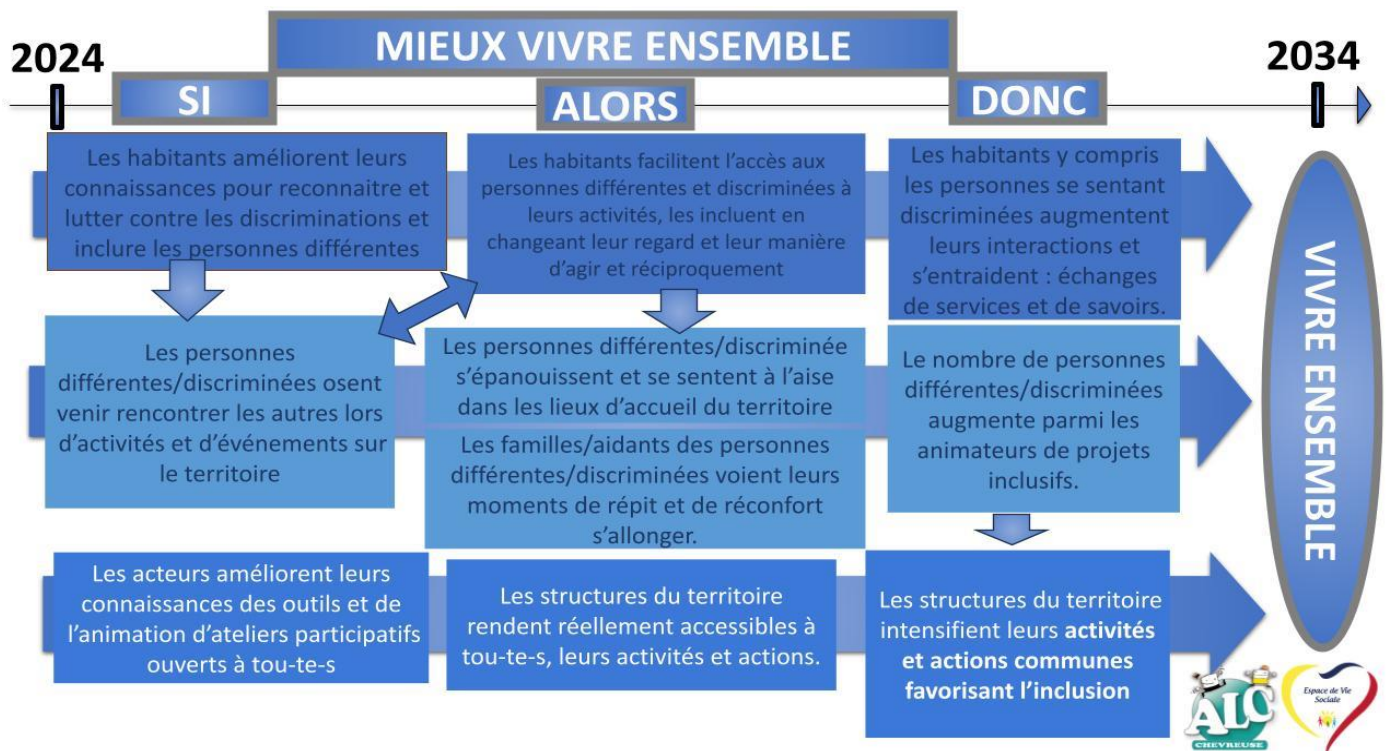 MIEUX VIVRE ENSEMBLE
2024
2034
SI
ALORS
DONC
Les habitants améliorent leurs
connaissances pour reconnaitre et
lutter contre les discriminations et
inclure les personnes différentes
Les habitants facilitent l'accès aux
personnes différentes et discriminées à
leurs activités, les incluent en
changeant leur regard et leur manière
d'agir et réciproquement
Les habitants y compris
les personnes se sentant
discriminées augmentent
leurs interactions et
s'entraident : échanges
de services et de savoirs.
Les personnes
différentes/discriminées osent
venir rencontrer les autres lors
d'activités et d'événements sur
le territoire
Les personnes différentes/discriminée
s'épanouissent et se sentent à l'aise
dans les lieux d'accueil du territoire
Les familles/aidants des personnes
différentes/discriminées voient leurs
moments de répit et de réconfort
s'allonger.
Le nombre de personnes
différentes/discriminées
augmente parmi les
animateurs de projets
inclusifs.
Les acteurs améliorent leurs
connaissances des outils et de
l'animation d'ateliers participatifs
ouverts à tou-te-s
Les structures du territoire
rendent réellement accessibles à
tou-te-s, leurs activités et actions.
Les structures du territoire
intensifient leurs activités
et actions communes
favorisant l'inclusion
VIVRE ENSEMBLE
ALC
CHEVREUSE
Espace de Vie
Sociale